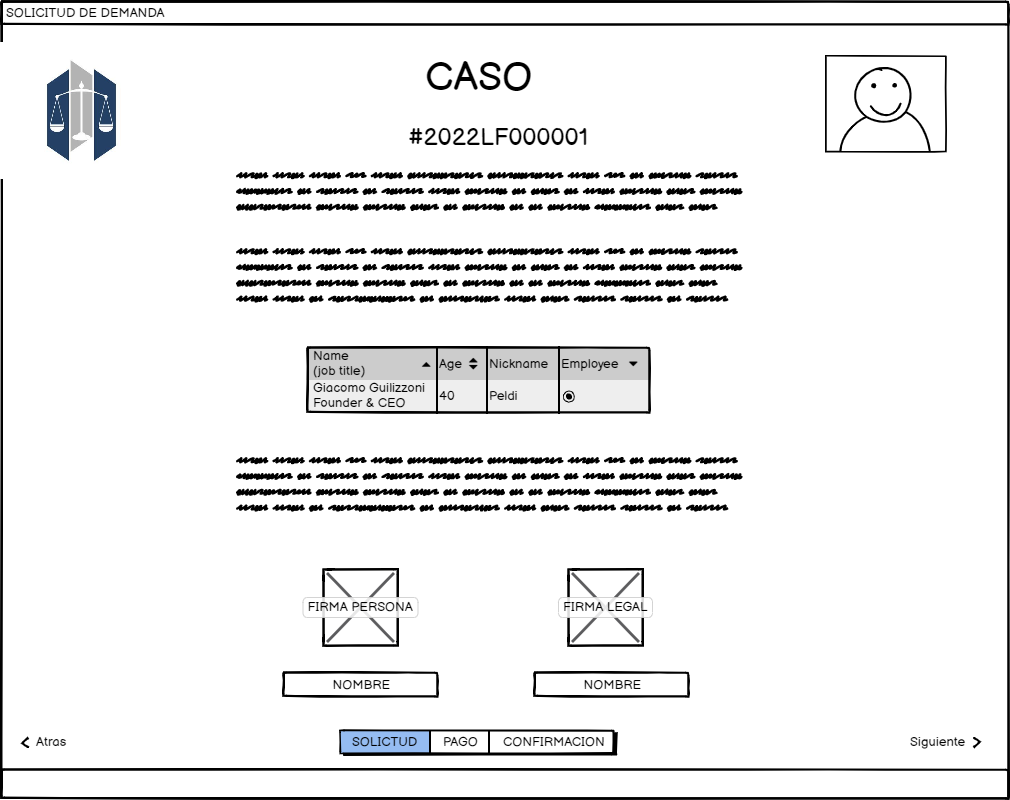 SOLICITUD DE DEMANDA
CASO
#2022LF000001
Name
(job title)
Age
Nickname
Employee
Giacomo Guilizzoni
Founder & CEO
40
Peldi
FIRMA PERSONA
FIRMA LEGAL
NOMBRE
NOMBRE
Atras
SOLICTUD
PAGO
CONFIRMACION
Siguiente